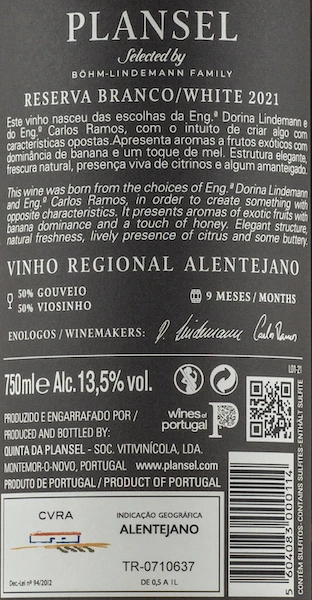 PLANSEL
Selected by
BÖHM-LINDEMANN FAMILY
RESERVA BRANCO/WHITE 2021
Este vinho nasceu das escolhas da Eng.ª Dorina Lindemann e
do Eng.ª Carlos Ramos, com o intuito de criar algo com
características opostas.Apresenta aromas a frutos exóticos com
dominância de banana e um toque de mel. Estrutura elegante,
frescura natural, presença viva de citrinos e algum amanteigado.
This wine was born from the choices of Eng.ª Dorina Lindemann
and Eng.ª Carlos Ramos, in order to create something with
opposite characteristics. It presents aromas of exotic fruits with
banana dominance and a touch of honey. Elegant structure,
natural freshness, lively presence of citrus and some buttery.
VINHO REGIONAL ALENTEJANO
50% GOUVEIO
50% VIOSINHO
9 MESES/MONTHS
ENOLOGOS / WINEMAKERS: D. Lindemann Carlos Ramos
LOT-21
750ml e Alc.13,5% vol.
PRODUZIDO E ENGARRAFADO POR /
PRODUCED AND BOTTLED BY:
QUINTA DA PLANSEL - SOC. VITIVINÍCOLA, LDA.
MONTEMOR-O-NOVO, PORTUGAL www.plansel.com
PRODUTO DE PORTUGAL / PRODUCT OF PORTUGAL
wines of
portugal
CONTÉM SULFITOS-CONTAINS SULFITES-ENTHÄLT SULFITE
5 604083 000114
CVRA
Dec-Lei nº 94/2012
INDICAÇÃO GEOGRÁFICA
ALENTEJANO
TR-0710637
DE 0,5 A 1L